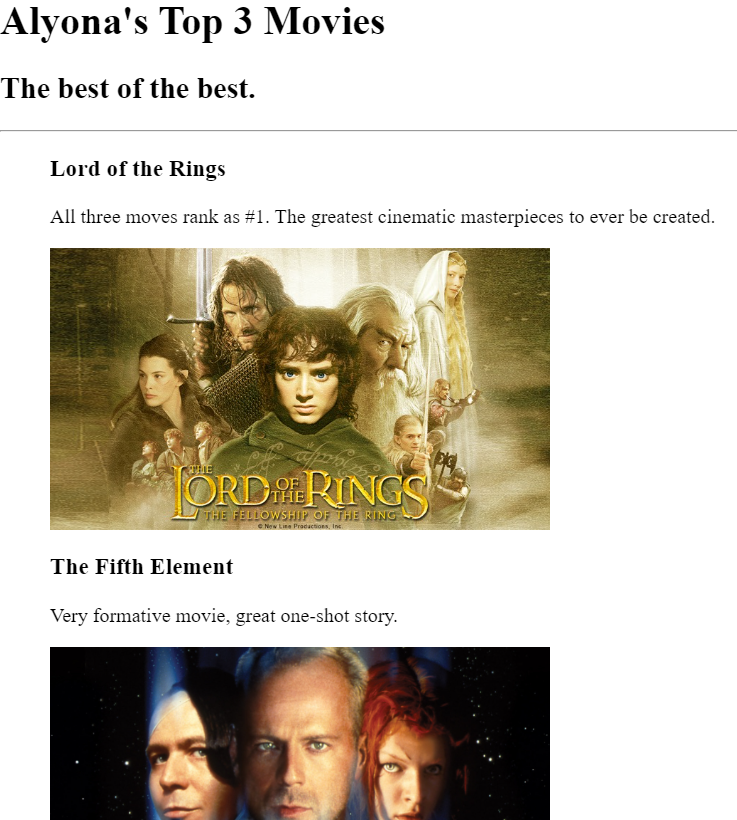 Alyona's Top 3 Movies
The best of the best.
Lord of the Rings
All three moves rank as #1. The greatest cinematic masterpieces to ever be created.
THE
LORD OF THE RINGS
THE FELLOWSHIP OF THE RING
© New Line Productions, Inc.
The Fifth Element
Very formative movie, great one-shot story.